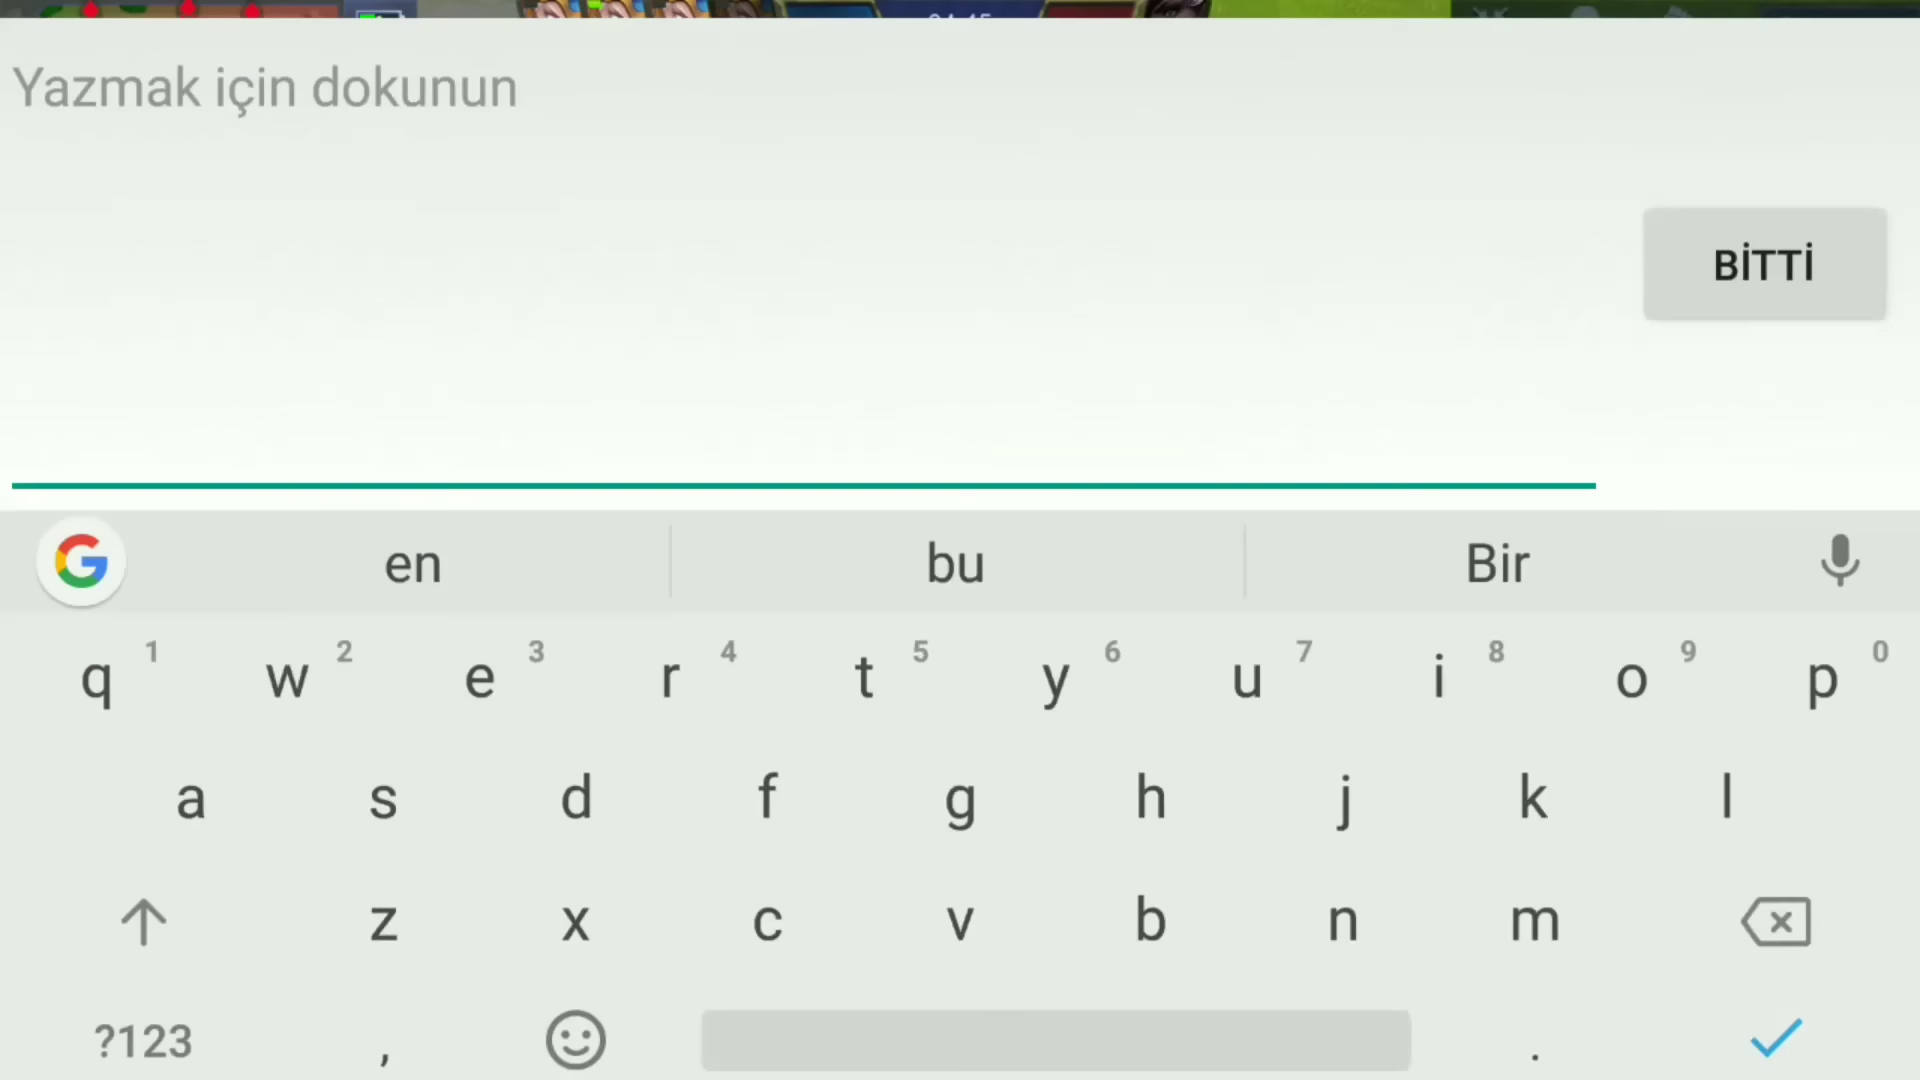 Yazmak için dokunun
BİTTİ
en bu Bir
q 1 w 2 e 3 r 4 t 5 y 6 u 7 i 8 o 9 p 0
a s d f g h j k l
z x c v b n m
?123 , .